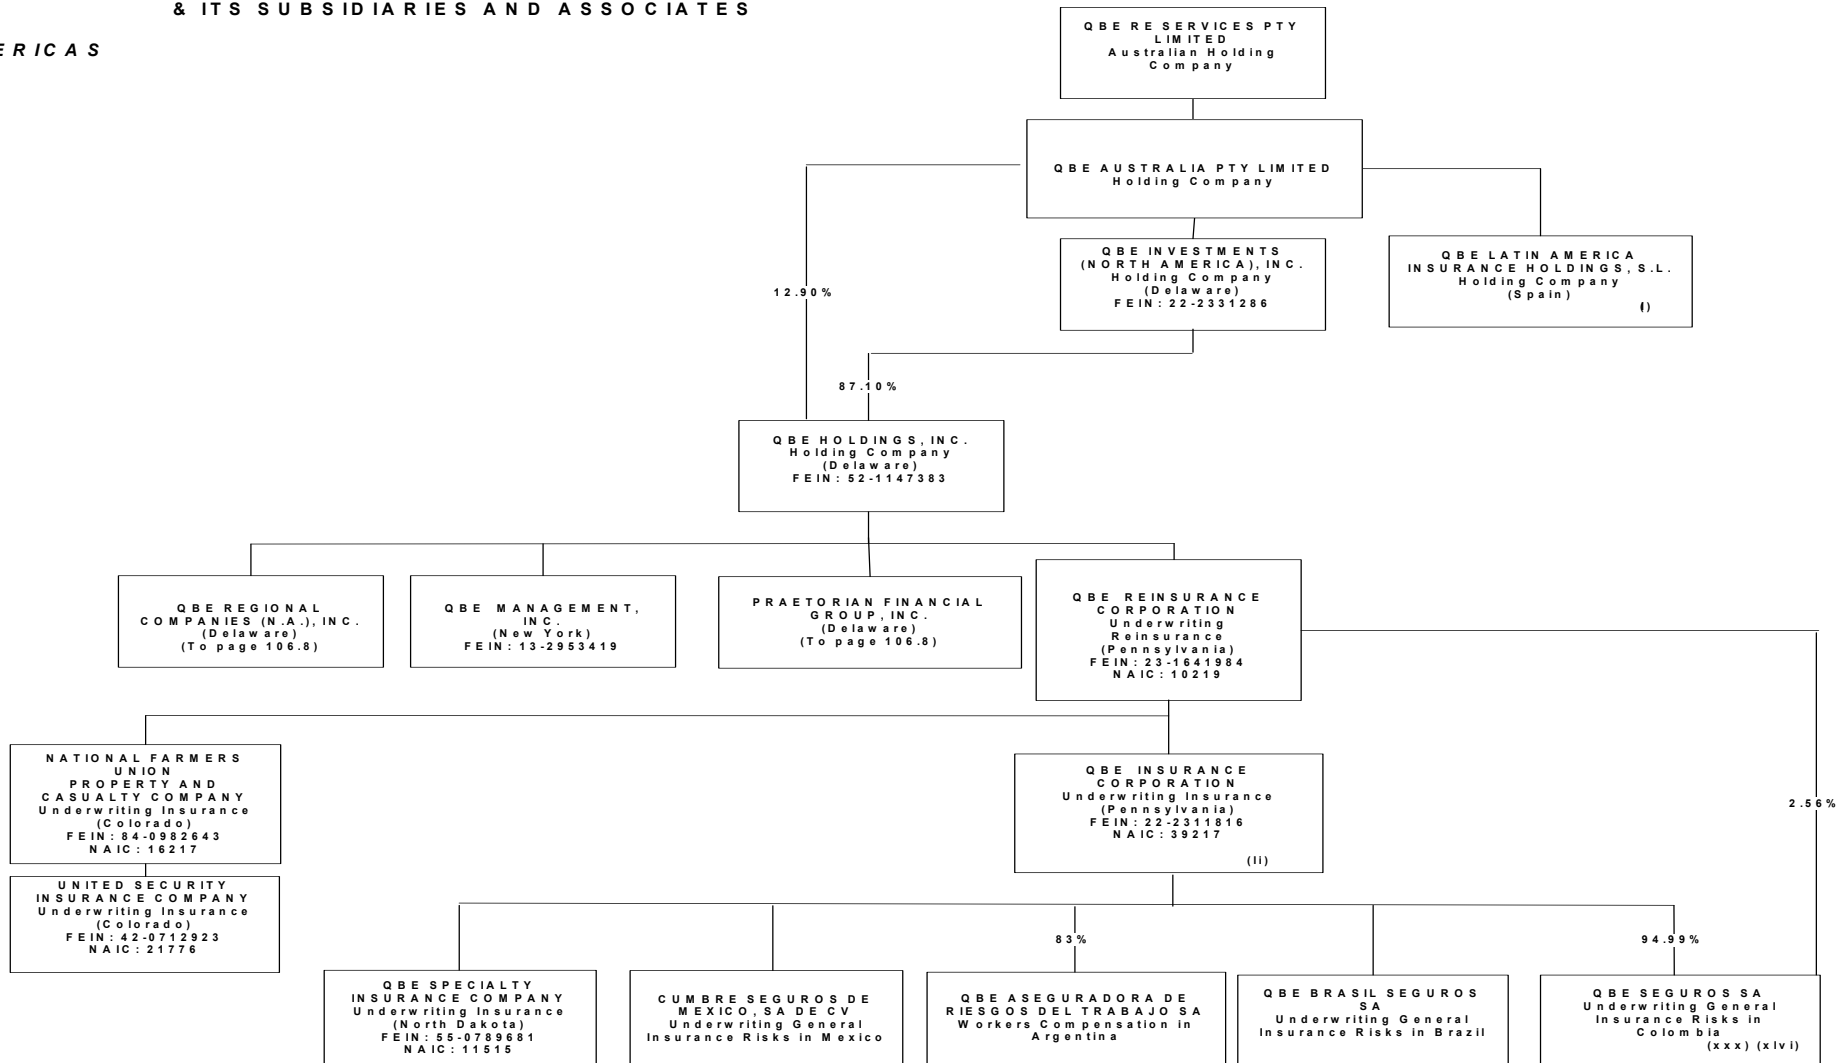 & ITS SUBSIDIARIES AND ASSOCIATES
ERICAS
QBE RE SERVICES PTY
LIMITED
Australian Holding
Company
QBE AUSTRALIA PTY LIMITED
Holding Company
QBE INVESTMENTS
(NORTH AMERICA), INC.
Holding Company
(Delaware)
FEIN: 22-2331286
QBE LATIN AMERICA
INSURANCE HOLDINGS, S.L.
Holding Company
(Spain)
12.90%
87.10%
QBE HOLDINGS, INC.
Holding Company
(Delaware)
FEIN: 52-1147383
QBE REGIONAL
COMPANIES (N.A.), INC.
(Delaware)
(To page 106.8)
QBE MANAGEMENT,
INC.
(New York)
FEIN: 13-2953419
PRAETORIAN FINANCIAL
GROUP, INC.
(Delaware)
(To page 106.8)
QBE REINSURANCE
CORPORATION
Underwriting
Reinsurance
(Pennsylvania)
FEIN: 23-1641984
NAIC: 10219
NATIONAL FARMERS
UNION
PROPERTY AND
CASUALTY COMPANY
Underwriting Insurance
(Colorado)
FEIN: 84-0982643
NAIC: 16217
QBE INSURANCE
CORPORATION
Underwriting Insurance
(Pennsylvania)
FEIN: 22-2311816
NAIC: 39217
(li)
2.56%
UNITED SECURITY
INSURANCE COMPANY
Underwriting Insurance
(Colorado)
FEIN: 42-0712923
NAIC: 21776
83%
94.99%
QBE SPECIALTY
INSURANCE COMPANY
Underwriting Insurance
(North Dakota)
FEIN: 55-0789681
NAIC: 11515
CUMBRE SEGUROS DE
MEXICO, SA DE CV
Underwriting General
Insurance Risks in Mexico
QBE ASEGURADORA DE
RIESGOS DEL TRABAJO SA
Workers Compensation in
Argentina
QBE BRASIL SEGUROS
SA
Underwriting General
Insurance Risks in Brazil
QBE SEGUROS SA
Underwriting General
Insurance Risks in
Colombia
(xxx) (xlvi)